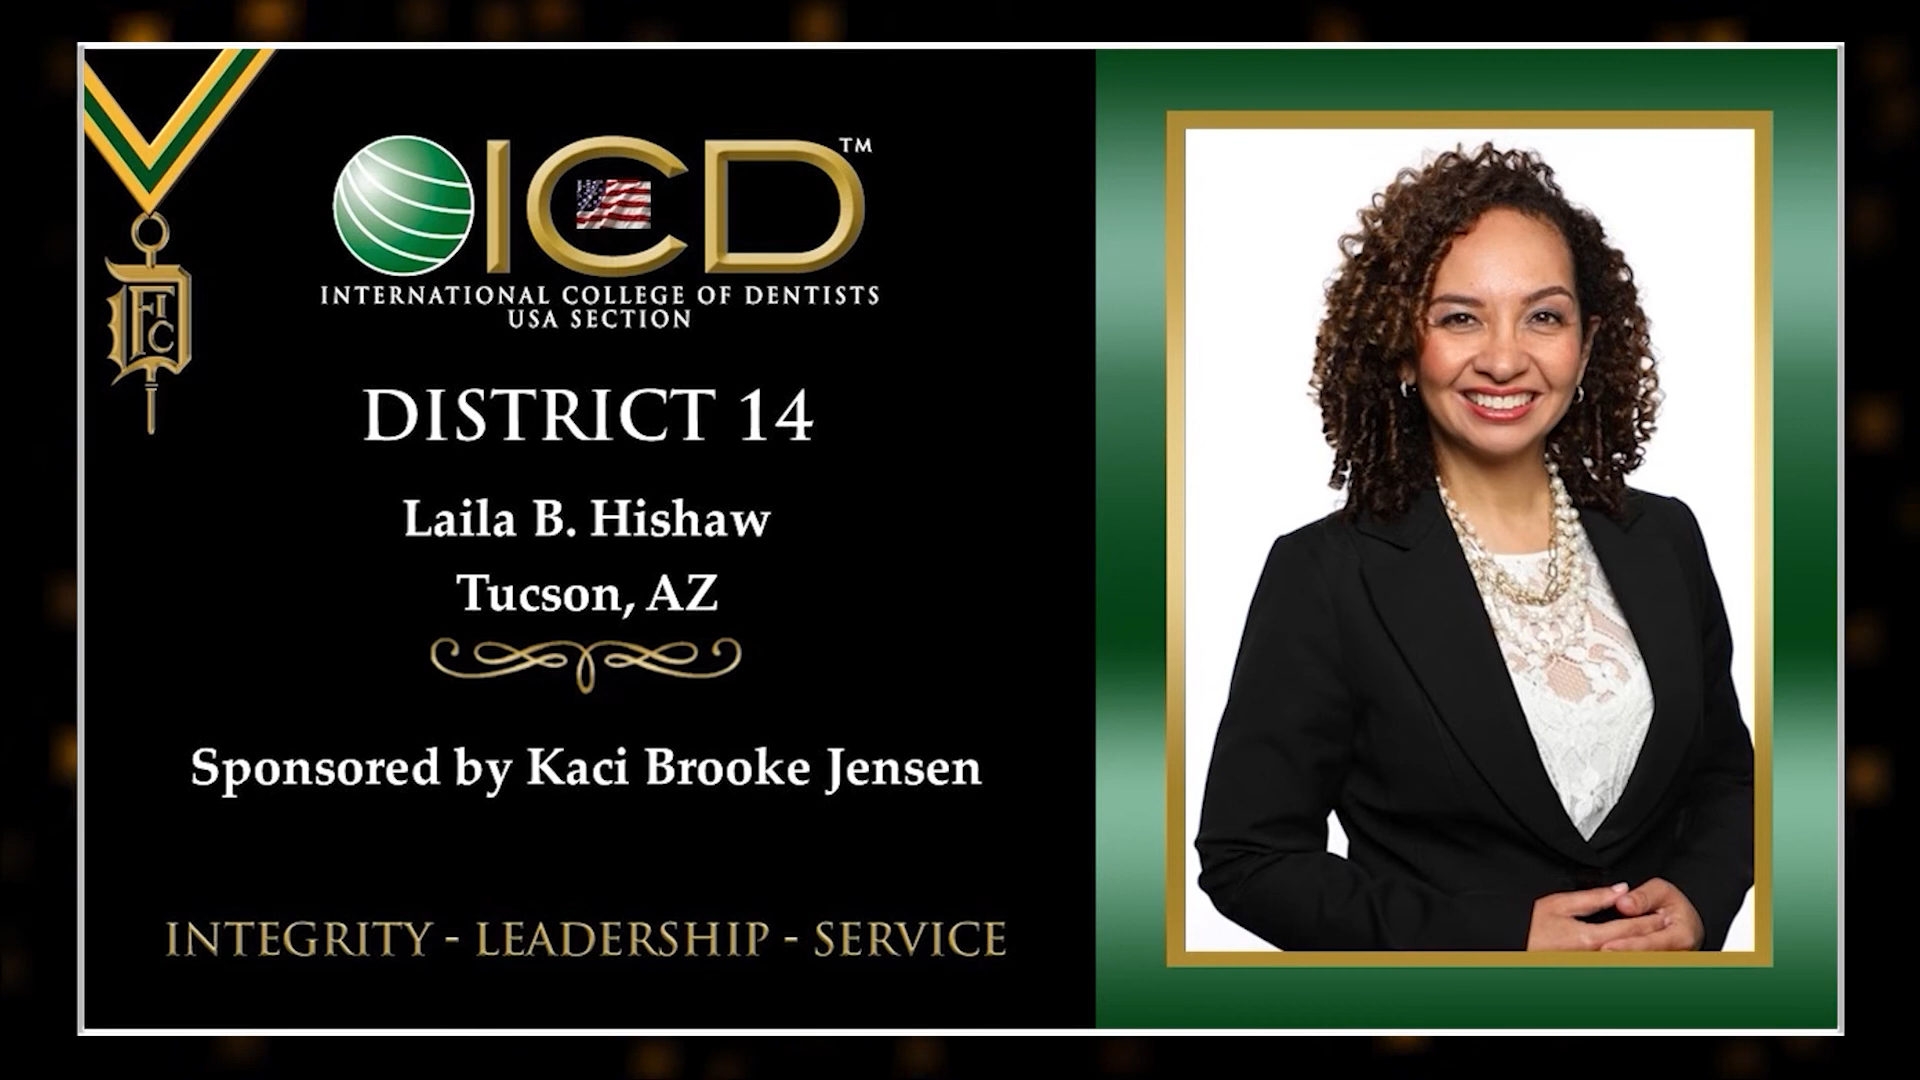 ICD™
INTERNATIONAL COLLEGE OF DENTISTS
USA SECTION
FICD
DISTRICT 14
Laila B. Hishaw
Tucson, AZ
Sponsored by Kaci Brooke Jensen
INTEGRITY - LEADERSHIP - SERVICE